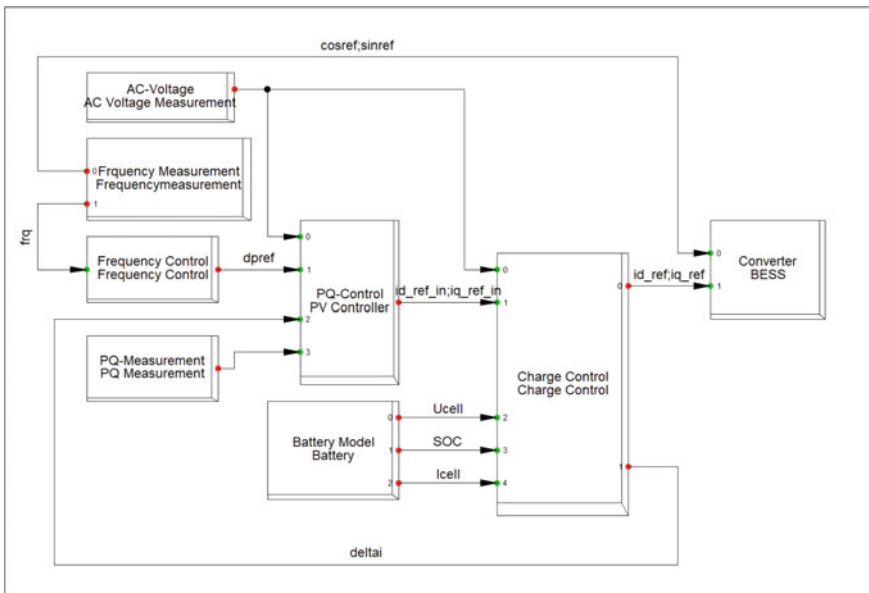 cosref;sinref
AC-Voltage
AC Voltage Measurement
0
Frquency Measurement
Frequencymeasurement
1
frq
Frequency Control
Frequency Control
dpref
0
1
PQ-Control
PV Controller
2
3
id_ref_in;iq_ref_in
PQ-Measurement
PQ Measurement
0
1
0
Charge Control
Charge Control
2
3
4
1
id_ref;iq_ref
0
Converter
BESS
1
Battery Model
Battery
0
1
2
Ucell
SOC
Icell
deltai